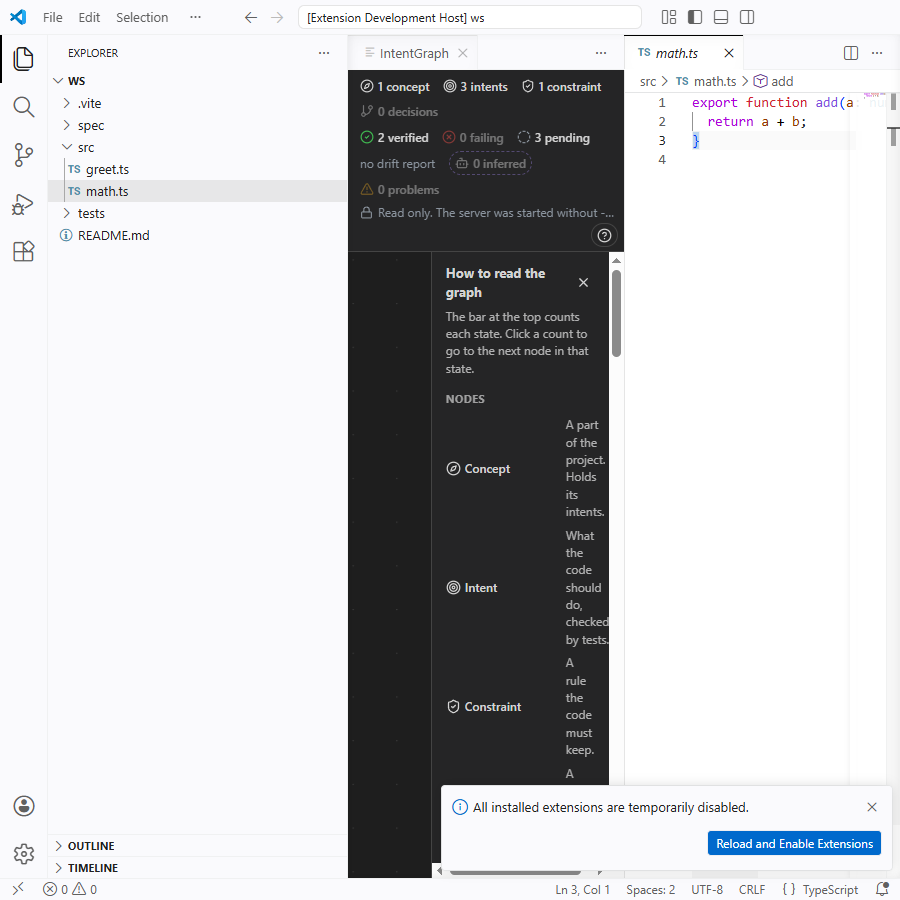 File Edit Selection ··· [Extension Development Host] ws
EXPLORER ···
WS
.vite
spec
src
TS greet.ts
TS math.ts
tests
README.md
OUTLINE
TIMELINE
IntentGraph ···
1 concept 3 intents 1 constraint
0 decisions
2 verified 0 failing 3 pending
no drift report 0 inferred
0 problems
Read only. The server was started without -...
How to read the
graph
The bar at the top counts
each state. Click a count to
go to the next node in that
state.
NODES
Concept
A part
of the
project.
Holds
its
intents.
Intent
What
the
code
should
do,
checked
by tests.
Constraint
A
rule
the
code
must
keep.
A
TS math.ts ···
src > TS math.ts > add
1 export function add(a: nu
2 return a + b;
3 }
4
All installed extensions are temporarily disabled.
Reload and Enable Extensions
0 0 Ln 3, Col 1 Spaces: 2 UTF-8 CRLF { } TypeScript